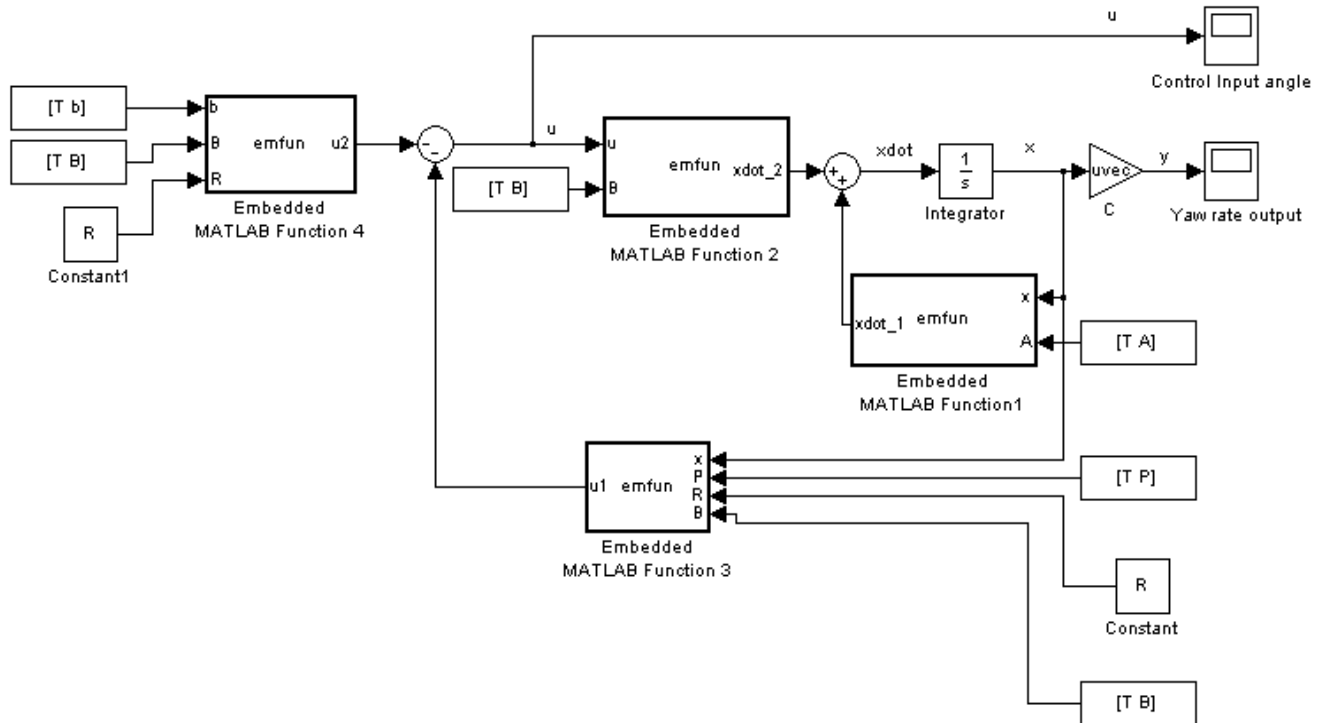 u
Control Input angle
[T b]
b
B
R
emfun
u2
Embedded
MATLAB Function 4
[T B]
R
Constant1
-
-
u
[T B]
u
B
emfun
xdot_2
Embedded
MATLAB Function 2
+
+
xdot
1
s
Integrator
x
uvec
C
y
Yaw rate output
x
A
emfun
xdot_1
Embedded
MATLAB Function1
[T A]
x
P
R
B
emfun
u1
Embedded
MATLAB Function 3
[T P]
R
Constant
[T B]